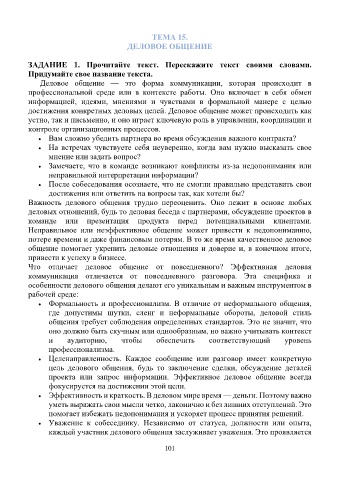 ТЕМА 15.
ДЕЛОВОЕ ОБЩЕНИЕ
ЗАДАНИЕ 1. Прочитайте текст. Перескажите текст своими словами.
Придумайте свое название текста.
Деловое общение — это форма коммуникации, которая происходит в
профессиональной среде или в контексте работы. Оно включает в себя обмен
информацией, идеями, мнениями и чувствами в формальной манере с целью
достижения конкретных деловых целей. Деловое общение может происходить как
устно, так и письменно, и оно играет ключевую роль в управлении, координации и
контроле организационных процессов.
• Вам сложно убедить партнера во время обсуждения важного контракта?
• На встречах чувствуете себя неуверенно, когда вам нужно высказать свое
мнение или задать вопрос?
• Замечаете, что в команде возникают конфликты из-за недопонимания или
неправильной интерпретации информации?
• После собеседования осознаете, что не смогли правильно представить свои
достижения или ответить на вопросы так, как хотели бы?
Важность делового общения трудно переоценить. Оно лежит в основе любых
деловых отношений, будь то деловая беседа с партнерами, обсуждение проектов в
команде или презентация перед потенциальными клиентами.
Неправильное или неэффективное общение может привести к недопониманию,
потере времени и даже финансовым потерям. В то же время качественное деловое
общение помогает укрепить деловые отношения и доверие и, в конечном итоге,
привести к успеху в бизнесе.
Что отличает деловое общение от повседневного? Эффективная деловая
коммуникация отличается от повседневного разговора. Эта специфика и
особенности делового общения делают его уникальным и важным инструментом в
рабочей среде:
• Формальность и профессионализм. В отличие от неформального общения,
где допустимы шутки, сленг и неформальные обороты, деловой стиль
общения требует соблюдения определенных стандартов. Это не значит, что
оно должно быть скучным или однообразным, но важно учитывать контекст
и аудиторию, чтобы обеспечить соответствующий уровень
профессионализма.
• Целенаправленность. Каждое сообщение или разговор имеет конкретную
цель делового общения, будь то заключение сделки, обсуждение деталей
проекта или запрос информации. Эффективное деловое общение всегда
фокусируется на достижении этой цели.
• Эффективность и краткость. В деловом мире время — деньги. Поэтому важно
уметь выражать свои мысли четко, лаконично и без лишних отступлений. Это
помогает избежать недопонимания и ускоряет процесс принятия решений.
• Уважение к собеседнику. Независимо от статуса, должности или опыта,
каждый участник делового общения заслуживает уважения. Это проявляется
101